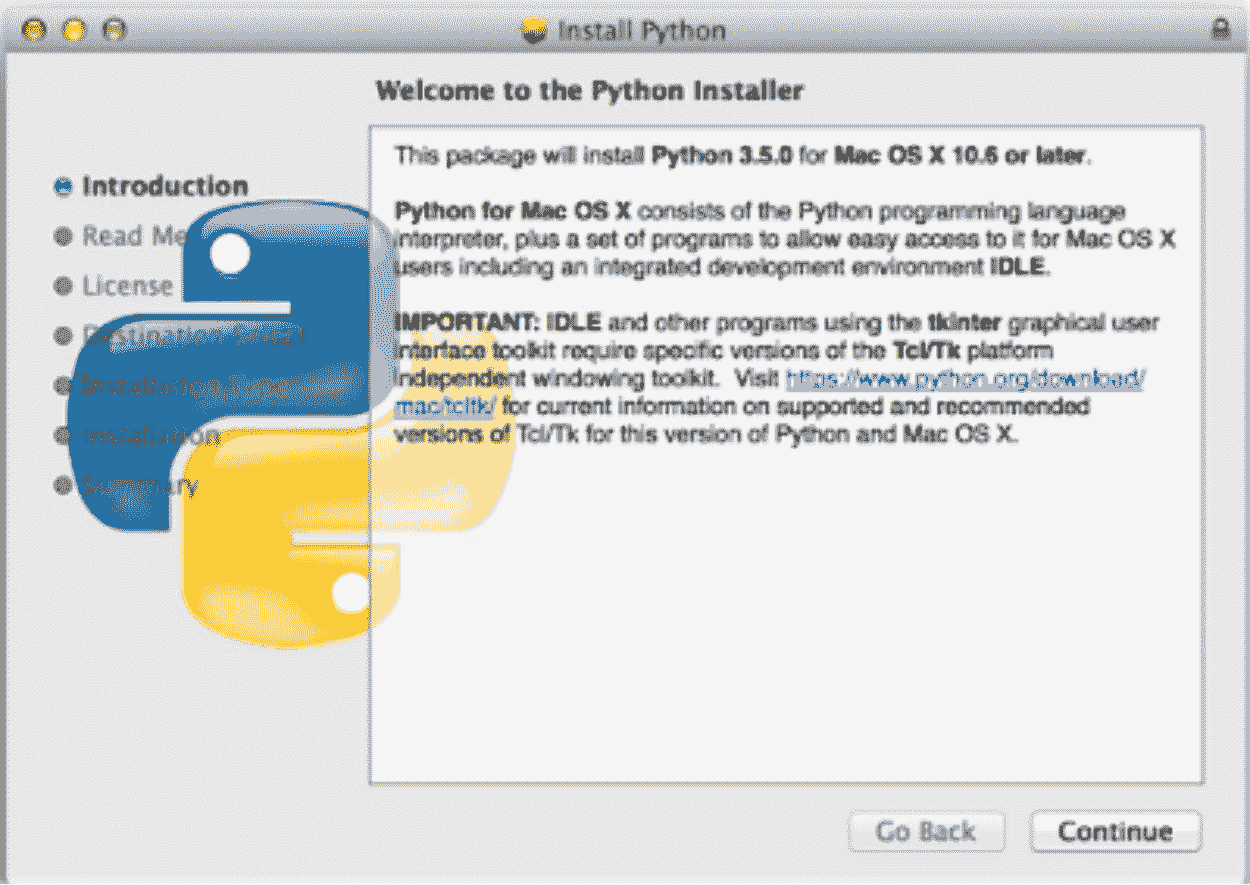 Install Python
Welcome to the Python Installer
Introduction
Read Me
License
Destination Select
Installation Type
Installation
Summary
This package will install Python 3.5.0 for Mac OS X 10.6 or later.
Python for Mac OS X consists of the Python programming language
interpreter, plus a set of programs to allow easy access to it for Mac OS X
users including an integrated development environment IDLE.
IMPORTANT: IDLE and other programs using the tkinter graphical user
interface toolkit require specific versions of the Tcl/Tk platform
independent windowing toolkit. Visit https://www.python.org/download/
mac/tcltk/ for current information on supported and recommended
versions of Tcl/Tk for this version of Python and Mac OS X.
Go Back
Continue